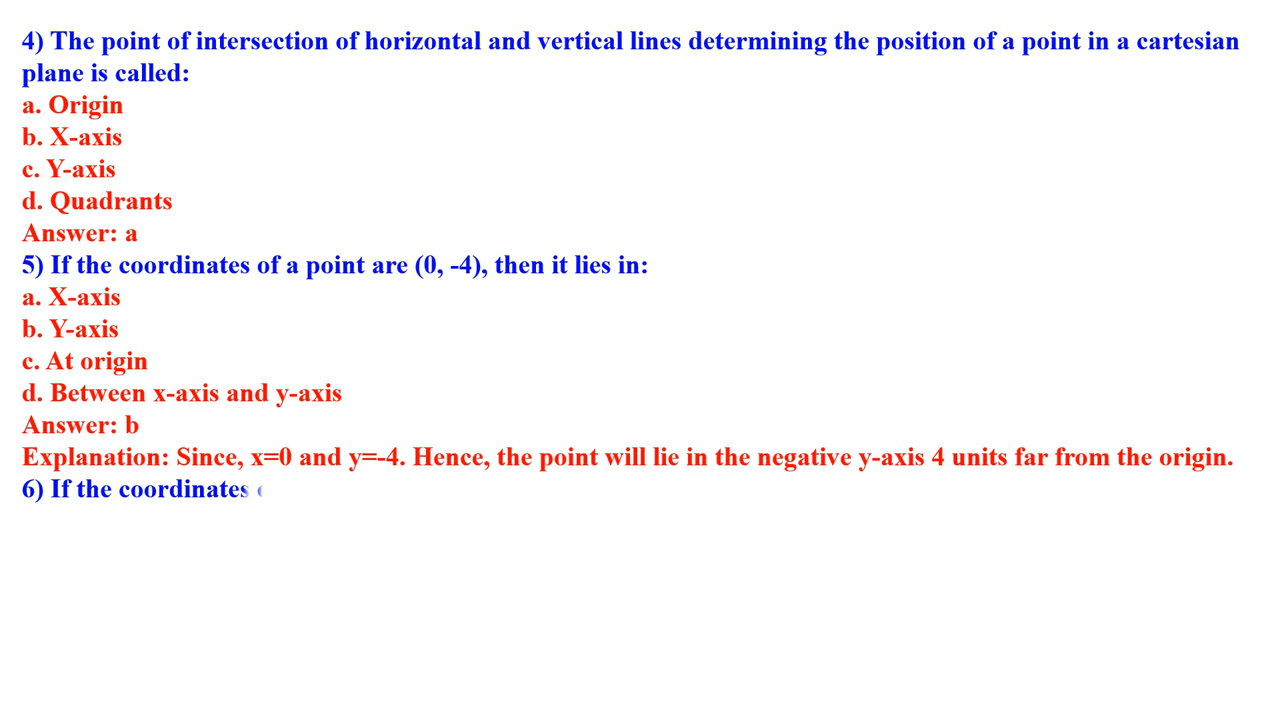 4) The point of intersection of horizontal and vertical lines determining the position of a point in a cartesian
plane is called:
a. Origin
b. X-axis
c. Y-axis
d. Quadrants
Answer: a
5) If the coordinates of a point are (0, -4), then it lies in:
a. X-axis
b. Y-axis
c. At origin
d. Between x-axis and y-axis
Answer: b
Explanation: Since, x=0 and y=-4. Hence, the point will lie in the negative y-axis 4 units far from the origin.
6) If the coordinates